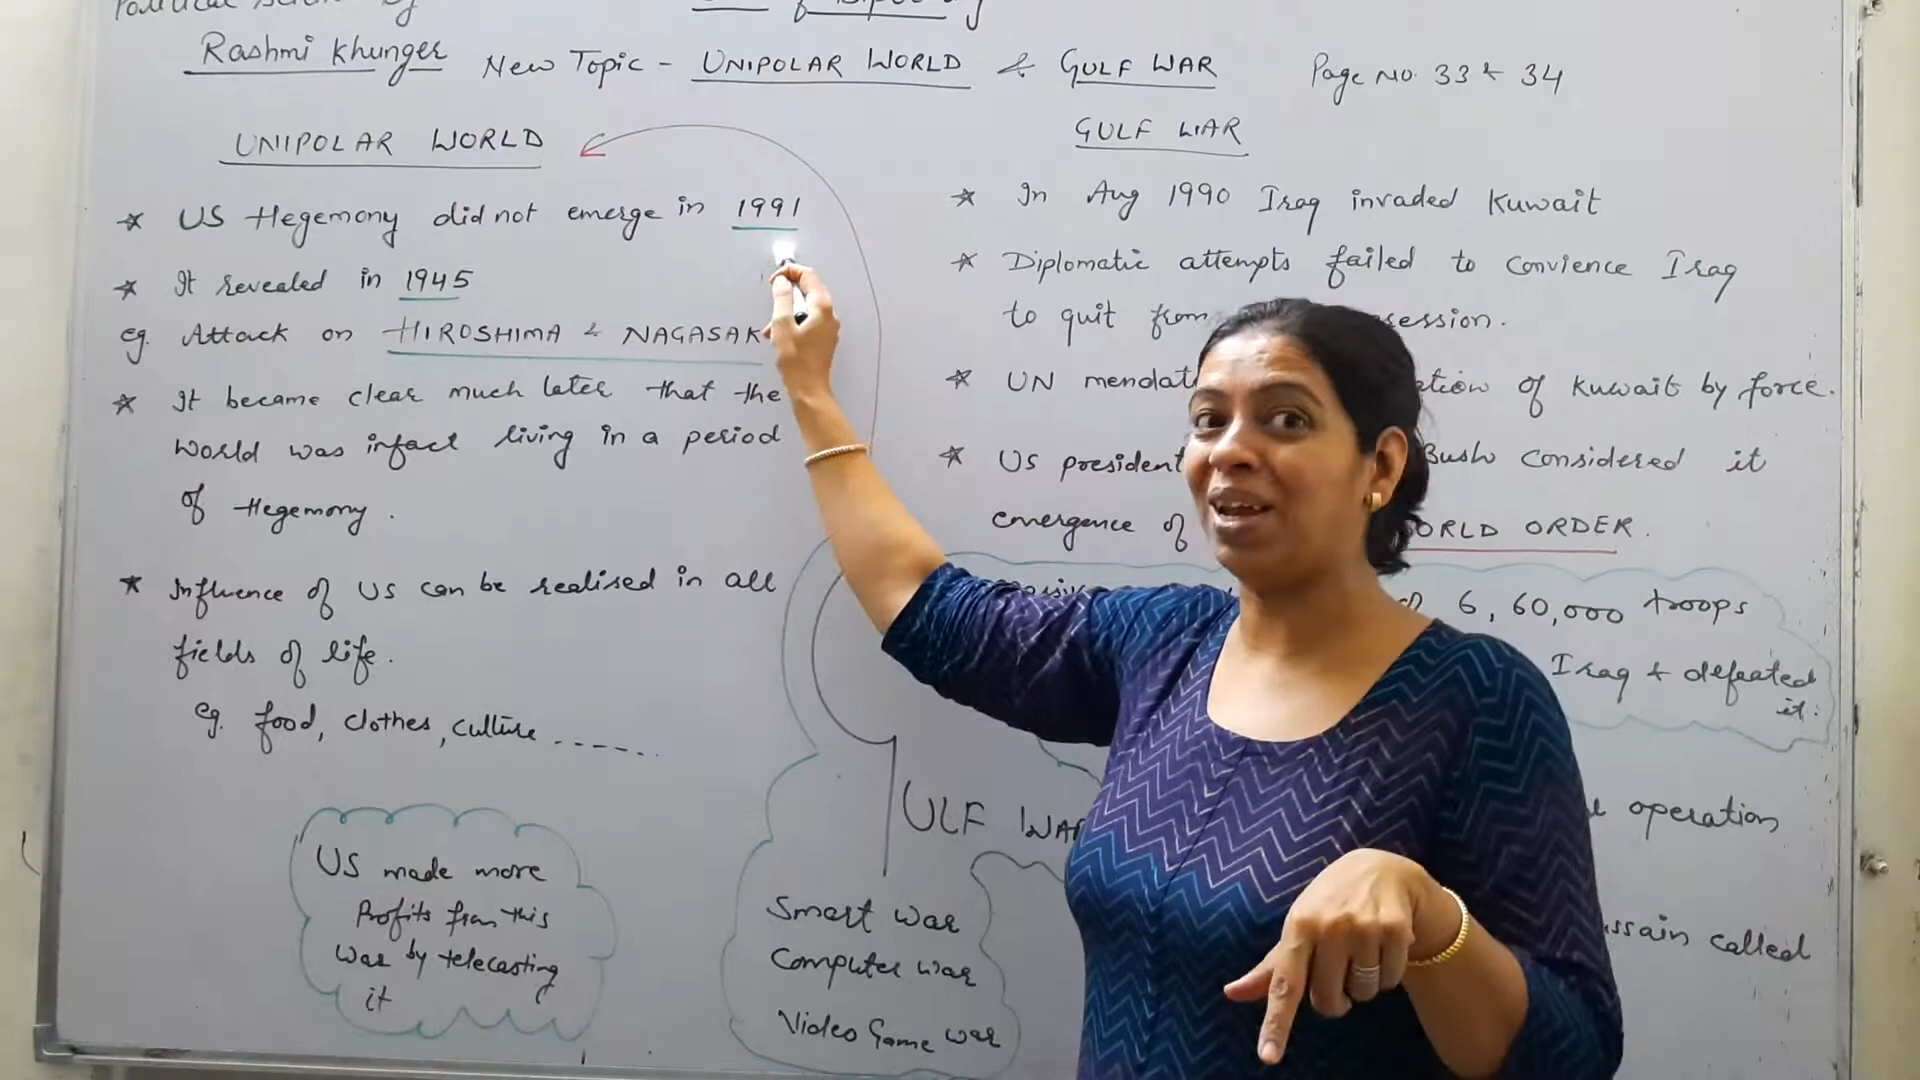 Political
Rashmi Khunger
New Topic - UNIPOLAR WORLD & GULF WAR Page No. 33 & 34
UNIPOLAR WORLD
* US Hegemony did not emerge in 1991
* It revealed in 1945
eg. Attack on HIROSHIMA & NAGASAK
* It became clear much later that the
World was infact living in a period
of Hegemony.
* Influence of US can be realised in all
fields of life.
eg. food, clothes, culture ------
US made more
Profits from this
War by telecasting
it
GULF WAR
* In Aug 1990 Iraq invaded Kuwait
* Diplomatic attempts failed to convience Iraq
to quit from session.
* UN mendat ation of Kuwait by force.
* US president Bush considered it
emergence of ORLD ORDER.
6,60,000 troops
Iraq & defeated
it.
operation
ssain called
GULF WAR
Smart war
Computer war
Video Game war